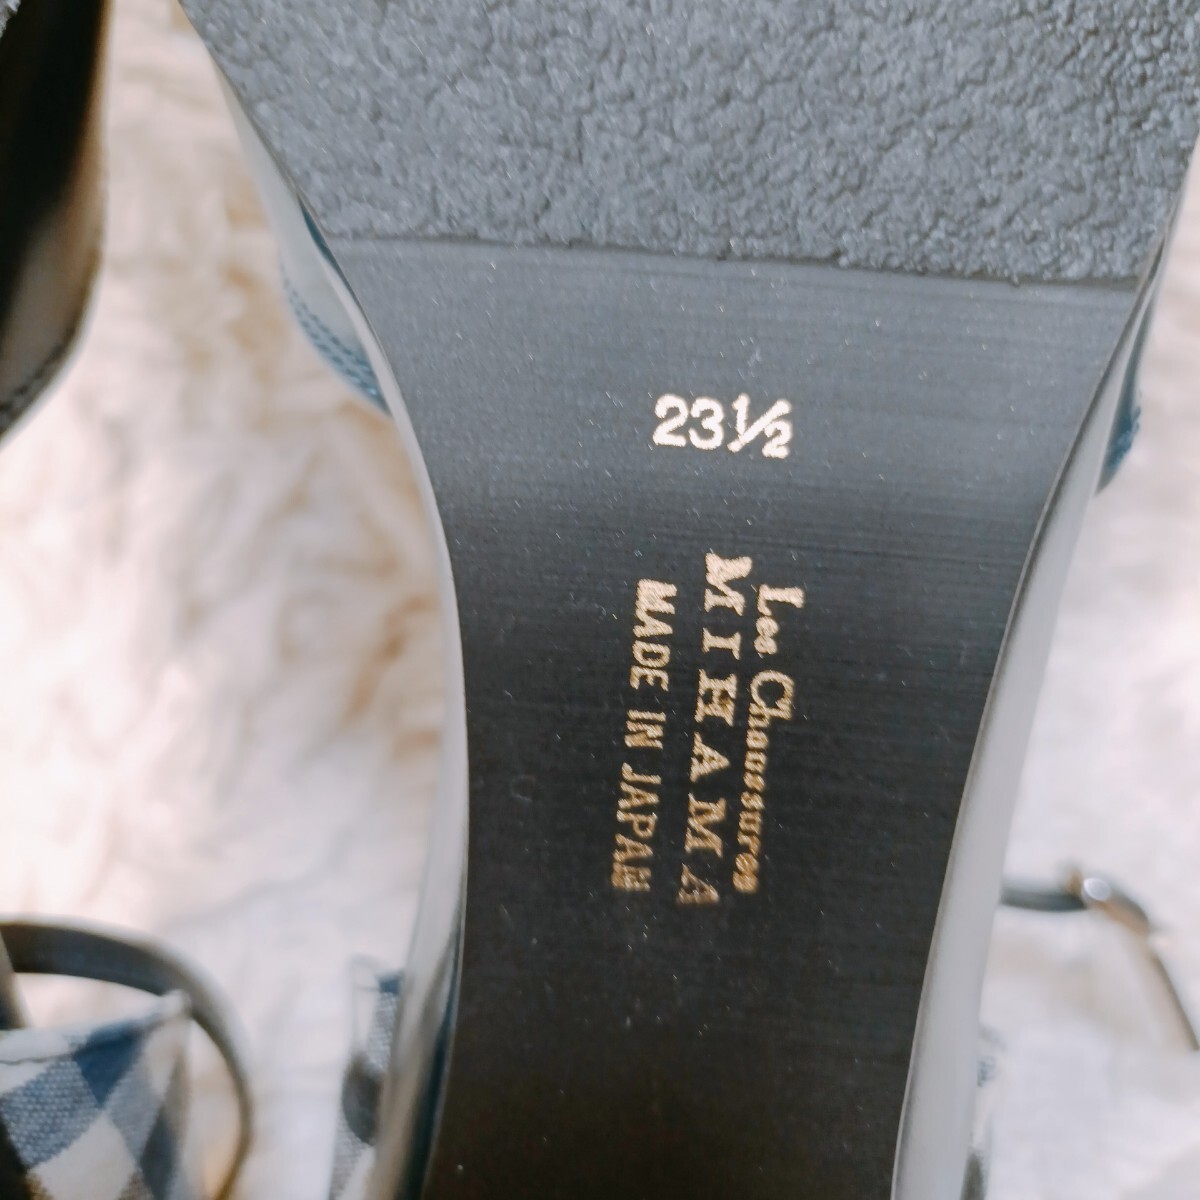 23½
Les Chaussures
MIHAMA
MADE IN JAPAN